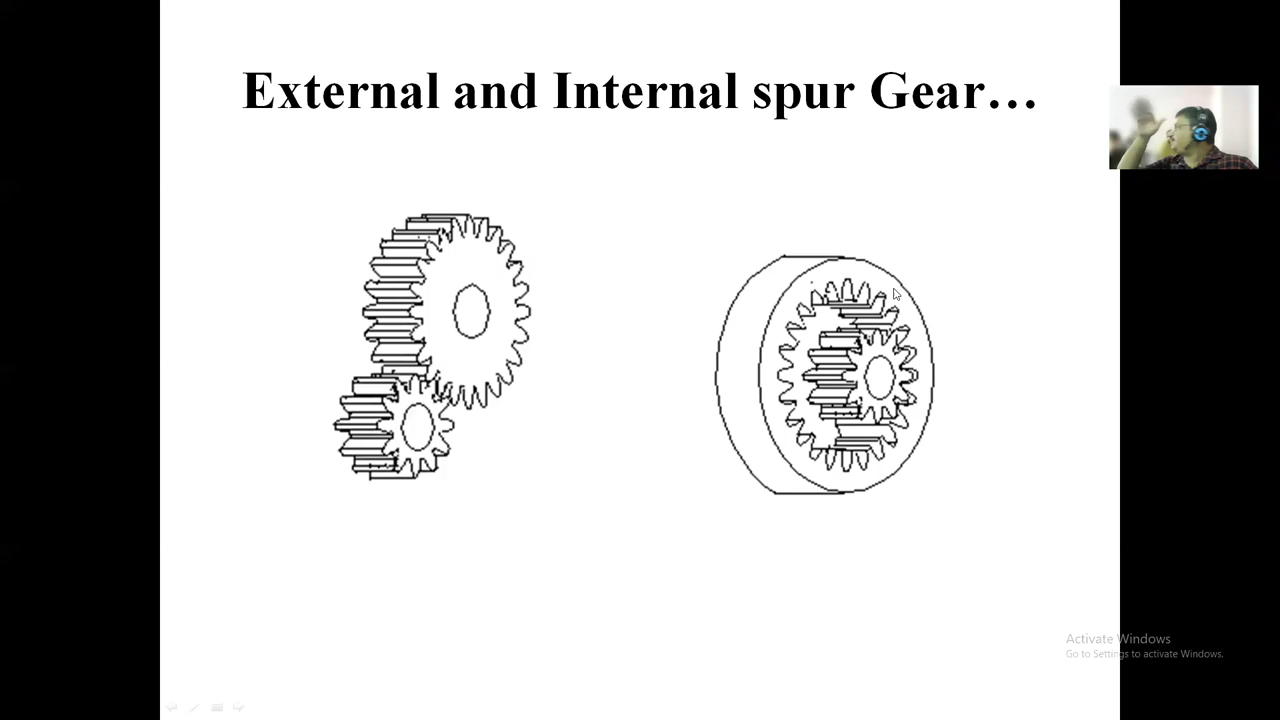 External and Internal spur Gear...
Activate Windows
Go to Settings to activate Windows.